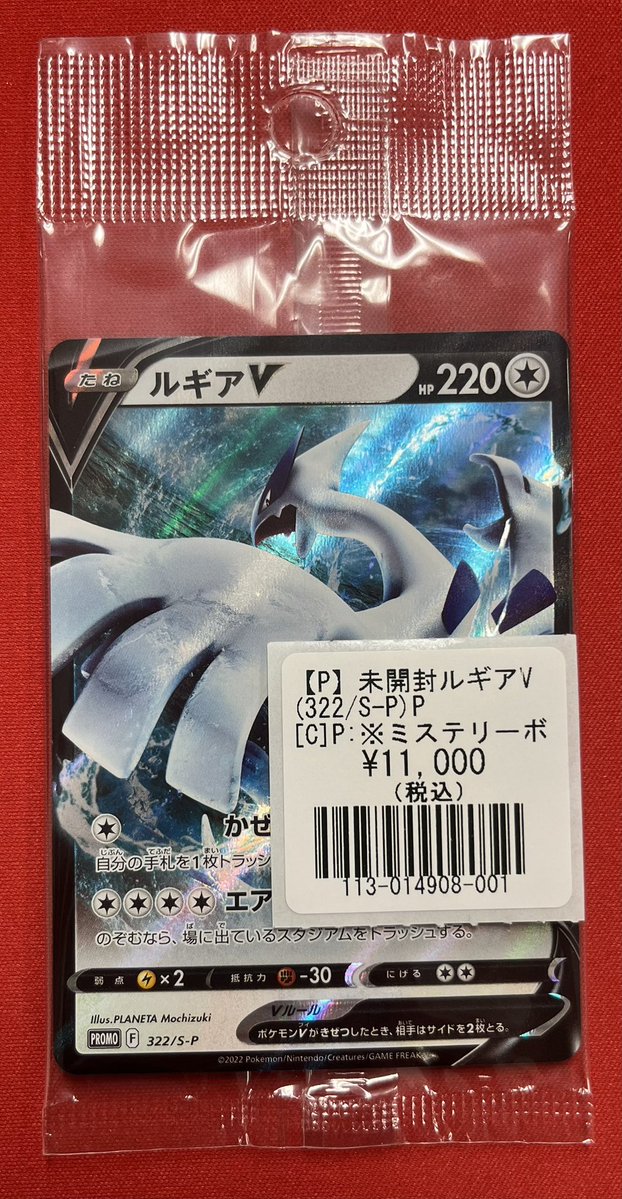 たね ルギアV HP 220
【P】未開封ルギアV
(322/S-P)P
[C]P:※ミステリーボ
¥11,000
(税込)
113-014908-001
かぜ
自分の手札を1枚トラッシ
エア
のぞむなら、場に出ているスタジアムをトラッシュする。
弱点 ×2 抵抗力 -30 にげる
Illus.PLANETA Mochizuki
Vルール
PROMO F 322/S-P
ポケモンVがきぜつしたとき、相手はサイドを2枚とる。
©2022 Pokémon/Nintendo/Creatures/GAME FREAK